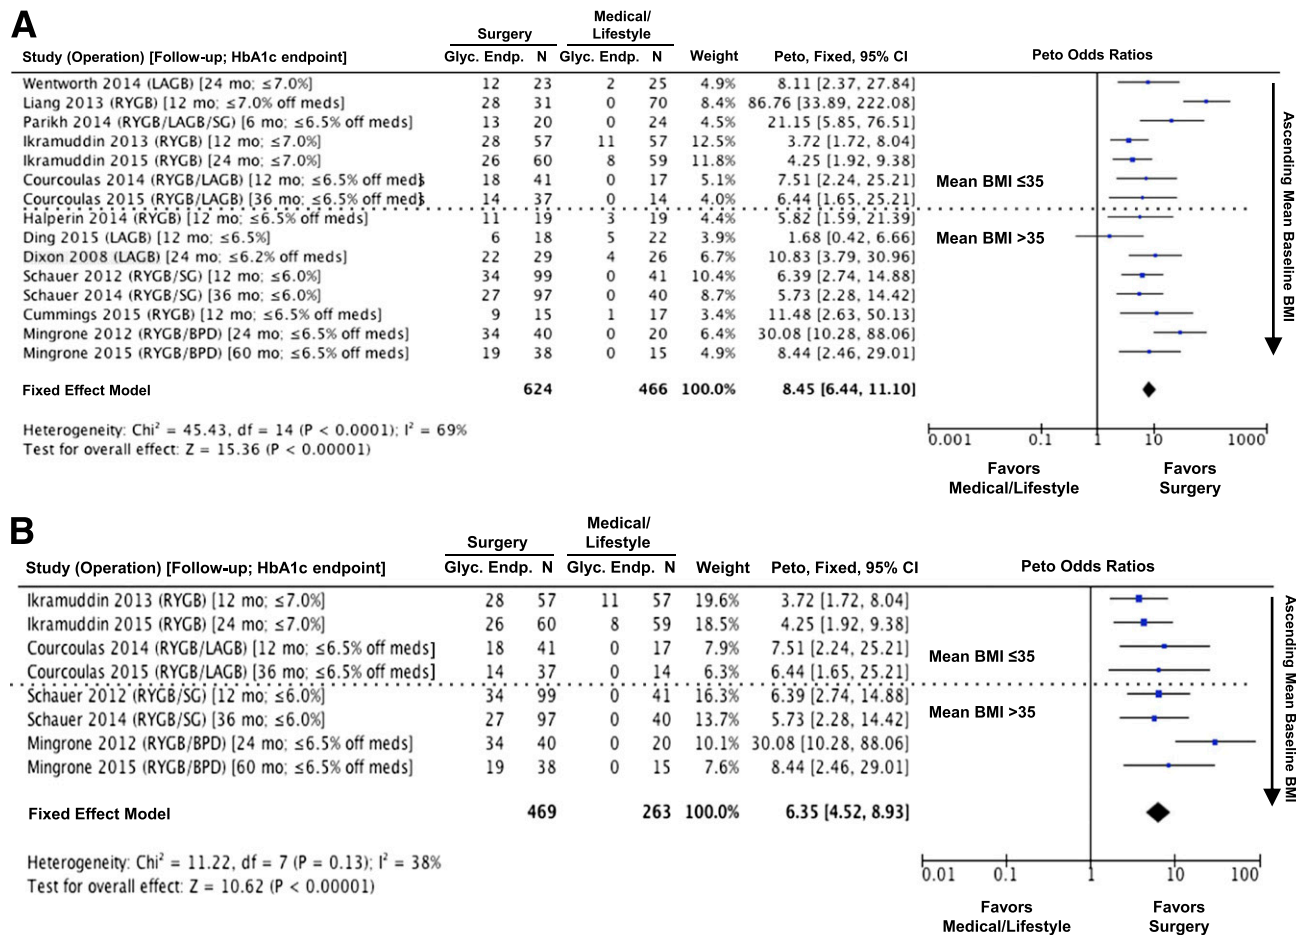 A
Surgery
Medical/
Lifestyle
Study (Operation) [Follow-up; HbA1c endpoint] Glyc. Endp. N Glyc. Endp. N Weight Peto, Fixed, 95% CI Peto Odds Ratios
Wentworth 2014 (LAGB) [24 mo; ≤7.0%] 12 23 2 25 4.9% 8.11 [2.37, 27.84]
Liang 2013 (RYGB) [12 mo; ≤7.0% off meds] 28 31 0 70 8.4% 86.76 [33.89, 222.08]
Parikh 2014 (RYGB/LAGB/SG) [6 mo; ≤6.5% off meds] 13 20 0 24 4.5% 21.15 [5.85, 76.51]
Ikramuddin 2013 (RYGB) [12 mo; ≤7.0%] 28 57 11 57 12.5% 3.72 [1.72, 8.04]
Ikramuddin 2015 (RYGB) [24 mo; ≤7.0%] 26 60 8 59 11.8% 4.25 [1.92, 9.38]
Courcoulas 2014 (RYGB/LAGB) [12 mo; ≤6.5% off meds] 18 41 0 17 5.1% 7.51 [2.24, 25.21]
Mean BMI ≤35
Courcoulas 2015 (RYGB/LAGB) [36 mo; ≤6.5% off meds] 14 37 0 14 4.0% 6.44 [1.65, 25.21]
Halperin 2014 (RYGB) [12 mo; ≤6.5% off meds] 11 19 3 19 4.4% 5.82 [1.59, 21.39]
Ding 2015 (LAGB) [12 mo; ≤6.5%] 6 18 5 22 3.9% 1.68 [0.42, 6.66]
Mean BMI >35
Dixon 2008 (LAGB) [24 mo; ≤6.2% off meds] 22 29 4 26 6.7% 10.83 [3.79, 30.96]
Schauer 2012 (RYGB/SG) [12 mo; ≤6.0%] 34 99 0 41 10.4% 6.39 [2.74, 14.88]
Schauer 2014 (RYGB/SG) [36 mo; ≤6.0%] 27 97 0 40 8.7% 5.73 [2.28, 14.42]
Cummings 2015 (RYGB) [12 mo; ≤6.5% off meds] 9 15 1 17 3.4% 11.48 [2.63, 50.13]
Mingrone 2012 (RYGB/BPD) [24 mo; ≤6.5% off meds] 34 40 0 20 6.4% 30.08 [10.28, 88.06]
Mingrone 2015 (RYGB/BPD) [60 mo; ≤6.5% off meds] 19 38 0 15 4.9% 8.44 [2.46, 29.01]
Ascending Mean Baseline BMI
Fixed Effect Model 624 466 100.0% 8.45 [6.44, 11.10]
Heterogeneity: Chi² = 45.43, df = 14 (P < 0.0001); I² = 69%
Test for overall effect: Z = 15.36 (P < 0.00001)
0.001 0.1 1 10 1000
Favors
Medical/Lifestyle
Favors
Surgery
B
Surgery
Medical/
Lifestyle
Study (Operation) [Follow-up; HbA1c endpoint] Glyc. Endp. N Glyc. Endp. N Weight Peto, Fixed, 95% CI Peto Odds Ratios
Ikramuddin 2013 (RYGB) [12 mo; ≤7.0%] 28 57 11 57 19.6% 3.72 [1.72, 8.04]
Ikramuddin 2015 (RYGB) [24 mo; ≤7.0%] 26 60 8 59 18.5% 4.25 [1.92, 9.38]
Courcoulas 2014 (RYGB/LAGB) [12 mo; ≤6.5% off meds] 18 41 0 17 7.9% 7.51 [2.24, 25.21]
Mean BMI ≤35
Courcoulas 2015 (RYGB/LAGB) [36 mo; ≤6.5% off meds] 14 37 0 14 6.3% 6.44 [1.65, 25.21]
Schauer 2012 (RYGB/SG) [12 mo; ≤6.0%] 34 99 0 41 16.3% 6.39 [2.74, 14.88]
Mean BMI >35
Schauer 2014 (RYGB/SG) [36 mo; ≤6.0%] 27 97 0 40 13.7% 5.73 [2.28, 14.42]
Mingrone 2012 (RYGB/BPD) [24 mo; ≤6.5% off meds] 34 40 0 20 10.1% 30.08 [10.28, 88.06]
Mingrone 2015 (RYGB/BPD) [60 mo; ≤6.5% off meds] 19 38 0 15 7.6% 8.44 [2.46, 29.01]
Ascending Mean Baseline BMI
Fixed Effect Model 469 263 100.0% 6.35 [4.52, 8.93]
Heterogeneity: Chi² = 11.22, df = 7 (P = 0.13); I² = 38%
Test for overall effect: Z = 10.62 (P < 0.00001)
0.01 0.1 1 10 100
Favors
Medical/Lifestyle
Favors
Surgery